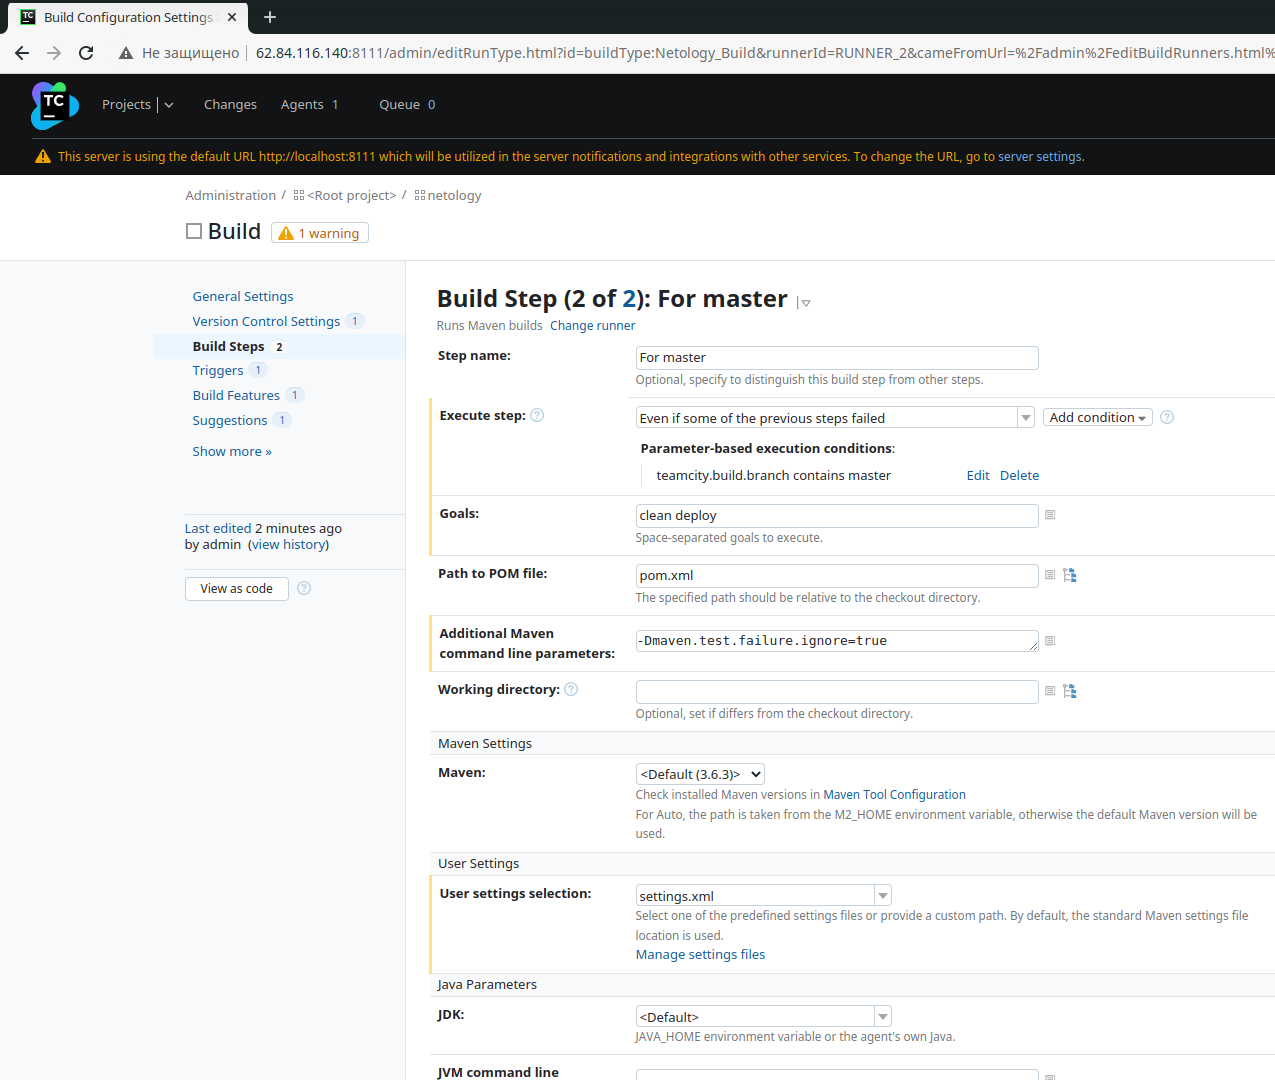 TC Build Configuration Settings
Не защищено 62.84.116.140:8111/admin/editRunType.html?id=buildType:Netology_Build&runnerId=RUNNER_2&cameFromUrl=%2Fadmin%2FeditBuildRunners.html%
TC Projects Changes Agents 1 Queue 0
This server is using the default URL http://localhost:8111 which will be utilized in the server notifications and integrations with other services. To change the URL, go to server settings.
Administration / <Root project> / netology
Build 1 warning
General Settings
Version Control Settings 1
Build Steps 2
Triggers 1
Build Features 1
Suggestions 1
Show more »
Last edited 2 minutes ago
by admin (view history)
View as code ?
Build Step (2 of 2): For master
Runs Maven builds Change runner
Step name: For master
Optional, specify to distinguish this build step from other steps.
Execute step: ? Even if some of the previous steps failed Add condition ?
Parameter-based execution conditions:
teamcity.build.branch contains master Edit Delete
Goals: clean deploy
Space-separated goals to execute.
Path to POM file: pom.xml
The specified path should be relative to the checkout directory.
Additional Maven
command line parameters: -Dmaven.test.failure.ignore=true
Working directory: ?
Optional, set if differs from the checkout directory.
Maven Settings
Maven: <Default (3.6.3)>
Check installed Maven versions in Maven Tool Configuration
For Auto, the path is taken from the M2_HOME environment variable, otherwise the default Maven version will be
used.
User Settings
User settings selection: settings.xml
Select one of the predefined settings files or provide a custom path. By default, the standard Maven settings file
location is used.
Manage settings files
Java Parameters
JDK: <Default>
JAVA_HOME environment variable or the agent's own Java.
JVM command line